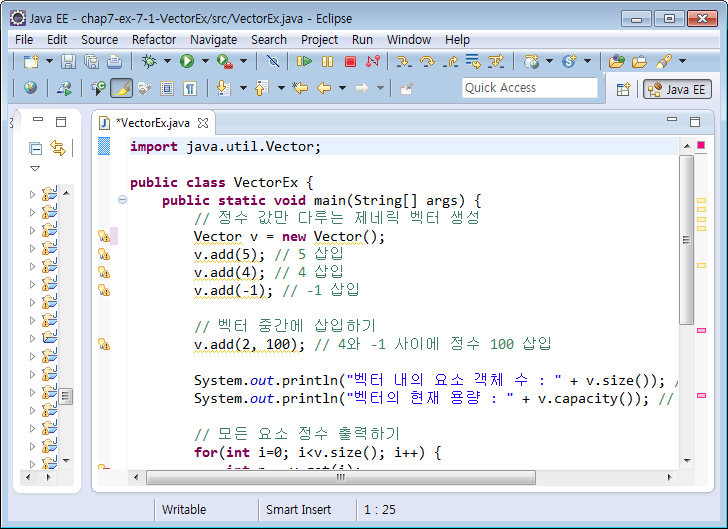 Java EE - chap7-ex-7-1-VectorEx/src/VectorEx.java - Eclipse
File Edit Source Refactor Navigate Search Project Run Window Help
Quick Access
Java EE
*VectorEx.java
import java.util.Vector;
public class VectorEx {
public static void main(String[] args) {
// 정수 값만 다루는 제네릭 벡터 생성
Vector v = new Vector();
v.add(5); // 5 삽입
v.add(4); // 4 삽입
v.add(-1); // -1 삽입
// 벡터 중간에 삽입하기
v.add(2, 100); // 4와 -1 사이에 정수 100 삽입
System.out.println("벡터 내의 요소 객체 수 : " + v.size()); /
System.out.println("벡터의 현재 용량 : " + v.capacity()); //
// 모든 요소 정수 출력하기
for(int i=0; i<v.size(); i++) {
Writable Smart Insert 1 : 25